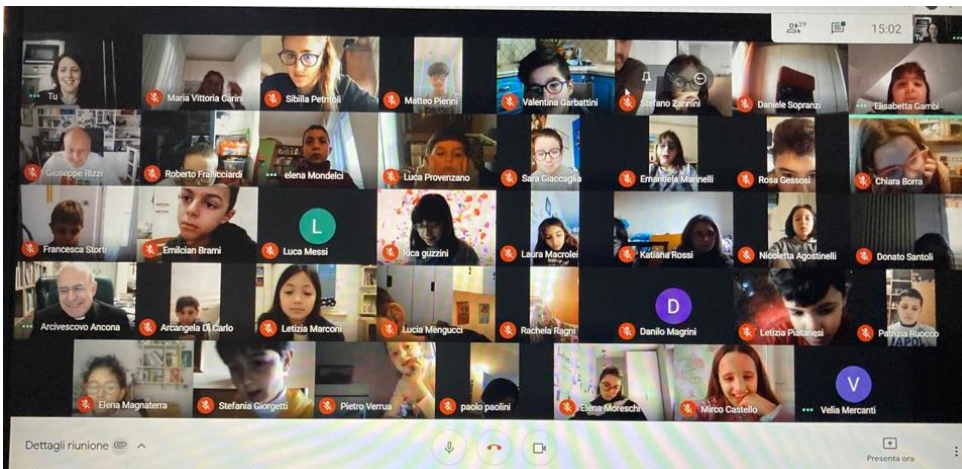 39
15:02
Tu
Tu
Maria Vittoria Carini
Sibilla Petritoli
Matteo Pierini
Valentina Garbattini
Stefano Zannini
Daniele Sopranzi
Elisabetta Gambi
Giuseppe Rizzi
Roberto Frallicciardi
elena Mondelci
Luca Provenzano
Sara Giaccaglia
Emanuela Marinelli
Rosa Gessosi
Chiara Borra
Francesca Storti
Emilcian Brami
L
Luca Messi
luca guzzini
Laura Macrolei
Katiana Rossi
Nicoletta Agostinelli
Donato Santoli
Arcivescovo Ancona
Arcangela Di Carlo
Letizia Marconi
Lucia Mengucci
Rachela Ragni
D
Danilo Magrini
Letizia Piatanesi
Patrizia Ruocco
Elena Magnaterra
Stefania Giorgetti
Pietro Verrua
paolo paolini
Elena Moreschi
Mirco Castello
V
Velia Mercanti
Dettagli riunione
Presenta ora